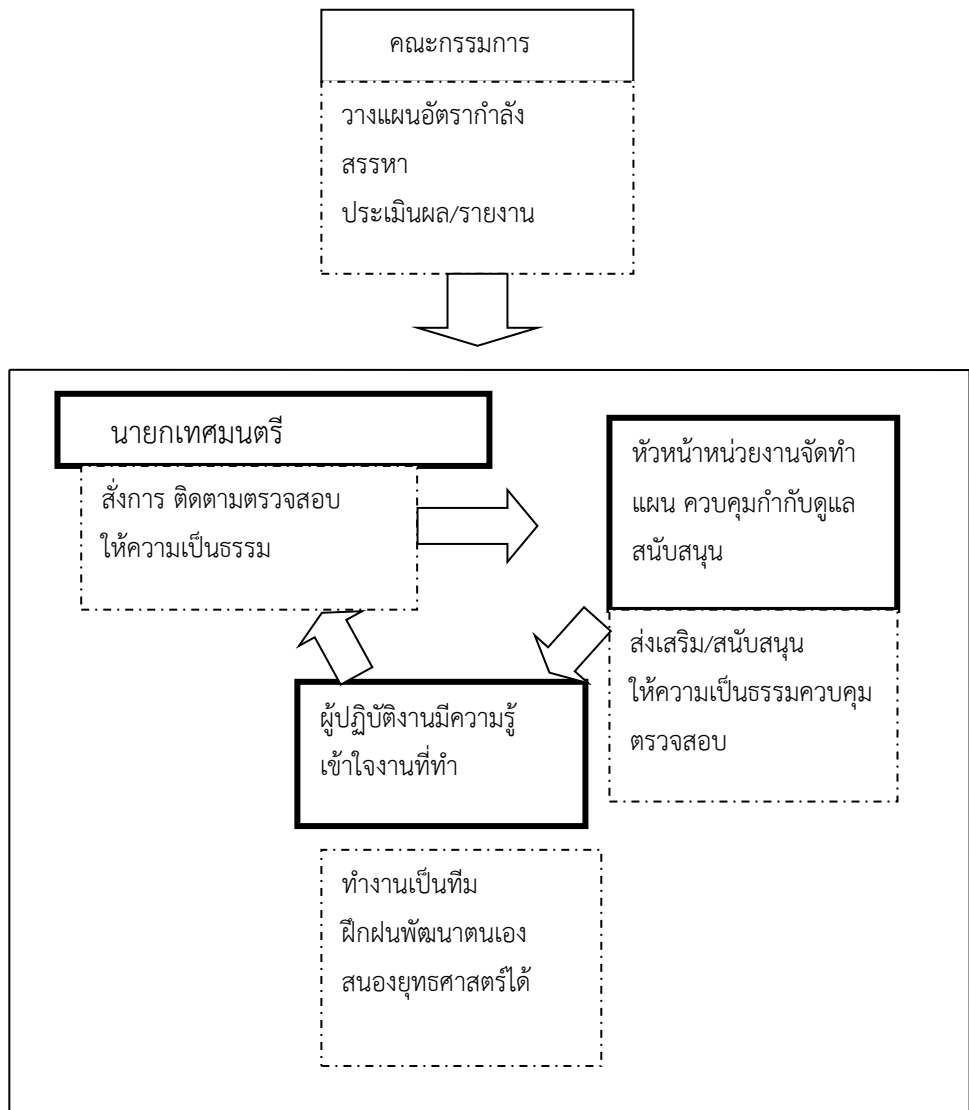 คณะกรรมการ
วางแผนอัตรากำลัง
สรรหา
ประเมินผล/รายงาน
นายกเทศมนตรี
สั่งการ ติดตามตรวจสอบ
ให้ความเป็นธรรม
หัวหน้าหน่วยงานจัดทำ
แผน ควบคุมกำกับดูแล
สนับสนุน
ส่งเสริม/สนับสนุน
ให้ความเป็นธรรมควบคุม
ตรวจสอบ
ผู้ปฏิบัติงานมีความรู้
เข้าใจงานที่ทำ
ทำงานเป็นทีม
ฝึกฝนพัฒนาตนเอง
สนองยุทธศาสตร์ได้